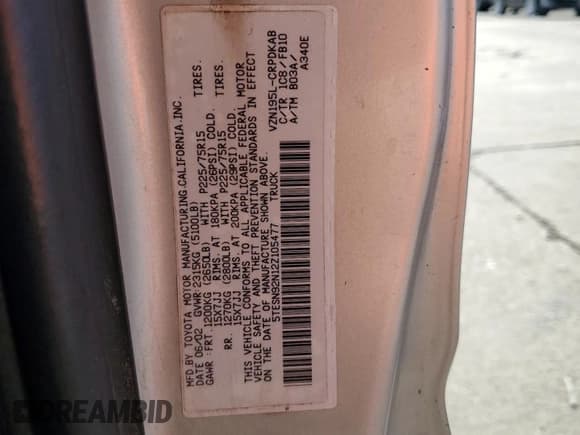 MFD.BY TOYOTA MOTOR MANUFACTURING.CALIFORNIA.INC.
DATE 06/02 GVWR 2315KG (5100LB)
GAWR :FRT.1200KG (2650LB) WITH P225/75R15 TIRES.
15X7JJ RIMS. AT 180KPA (26PSI) COLD.
RR. 1270KG (2800LB) WITH P225/75R15 TIRES.
15X7JJ RIMS. AT 200KPA (29PSI) COLD.
THIS VEHICLE CONFORMS TO ALL APPLICABLE FEDERAL MOTOR
VEHICLE SAFETY AND THEFT PREVENTION STANDARDS IN EFFECT
ON THE DATE OF MANUFACTURE SHOWN ABOVE.
5TESN92N12Z105477 TRUCK
VZN195L-CRPDKAB
C/TR 1C8/FB10
A/TM B03A/
A340E
DREAMBID